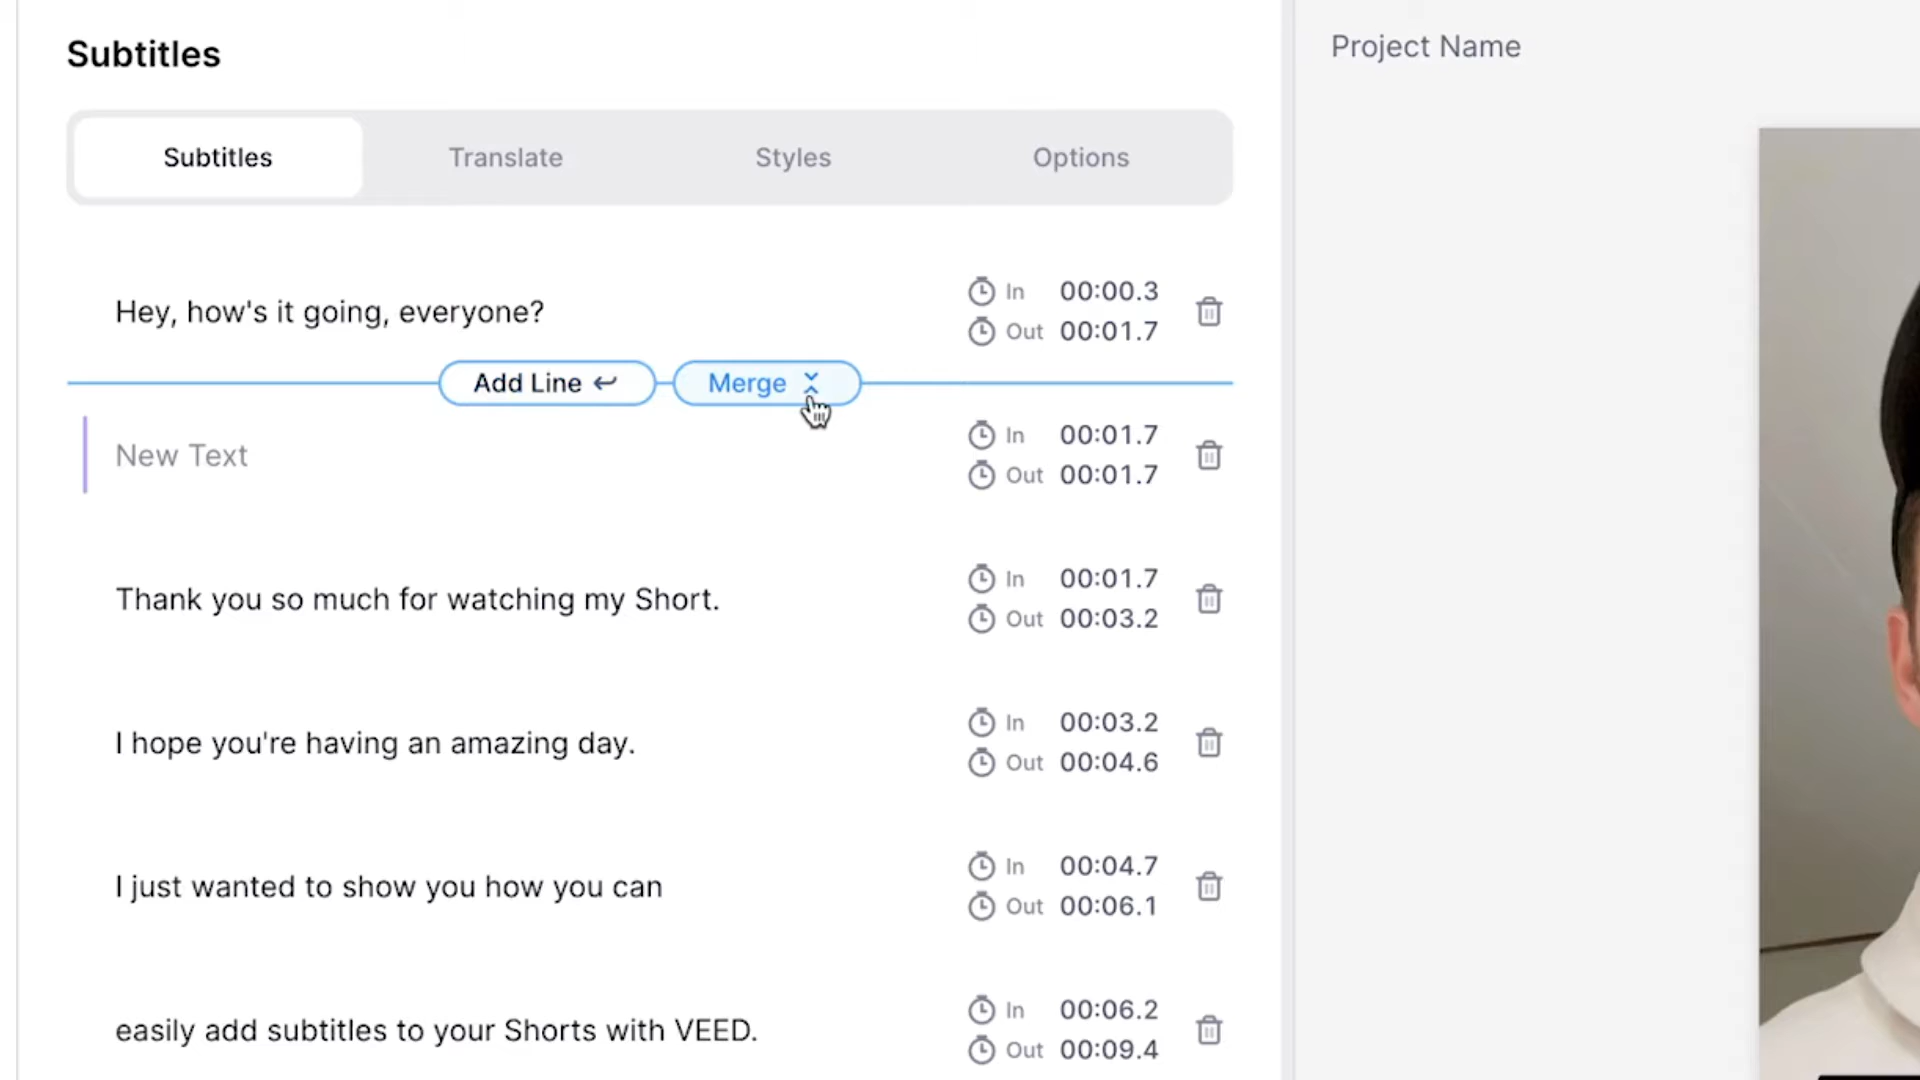 Subtitles
Project Name
Subtitles Translate Styles Options
Hey, how's it going, everyone?
In 00:00.3
Out 00:01.7
Add Line Merge
New Text
In 00:01.7
Out 00:01.7
Thank you so much for watching my Short.
In 00:01.7
Out 00:03.2
I hope you're having an amazing day.
In 00:03.2
Out 00:04.6
I just wanted to show you how you can
In 00:04.7
Out 00:06.1
easily add subtitles to your Shorts with VEED.
In 00:06.2
Out 00:09.4